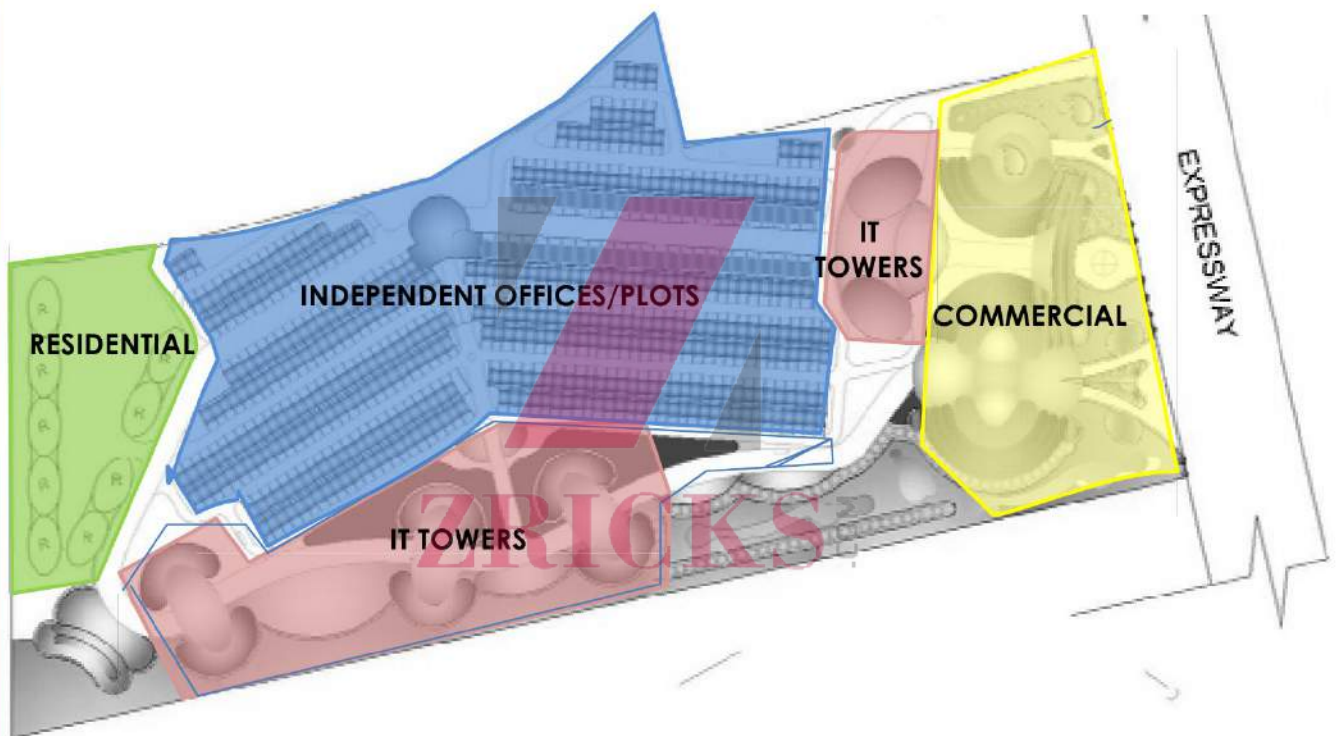 EXPRESSWAY
IT
TOWERS
INDEPENDENT OFFICES/PLOTS
COMMERCIAL
RESIDENTIAL
R
R
R
R
R
R
R
R
R
ZRICKS
IT TOWERS